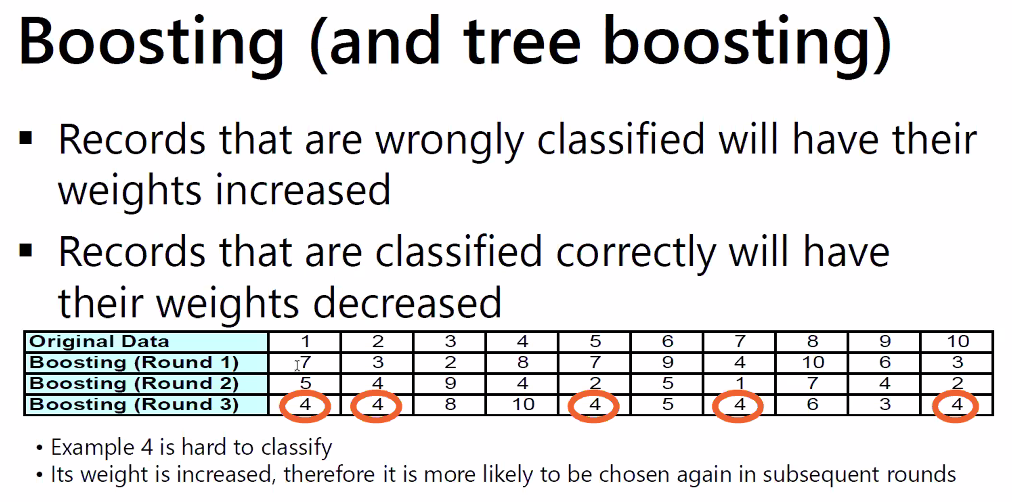 Boosting (and tree boosting)
▪ Records that are wrongly classified will have their
weights increased
▪ Records that are classified correctly will have
their weights decreased
Original Data 1 2 3 4 5 6 7 8 9 10
Boosting (Round 1) 7 3 2 8 7 9 4 10 6 3
Boosting (Round 2) 5 4 9 4 2 5 1 7 4 2
Boosting (Round 3) 4 4 8 10 4 5 4 6 3 4
• Example 4 is hard to classify
• Its weight is increased, therefore it is more likely to be chosen again in subsequent rounds